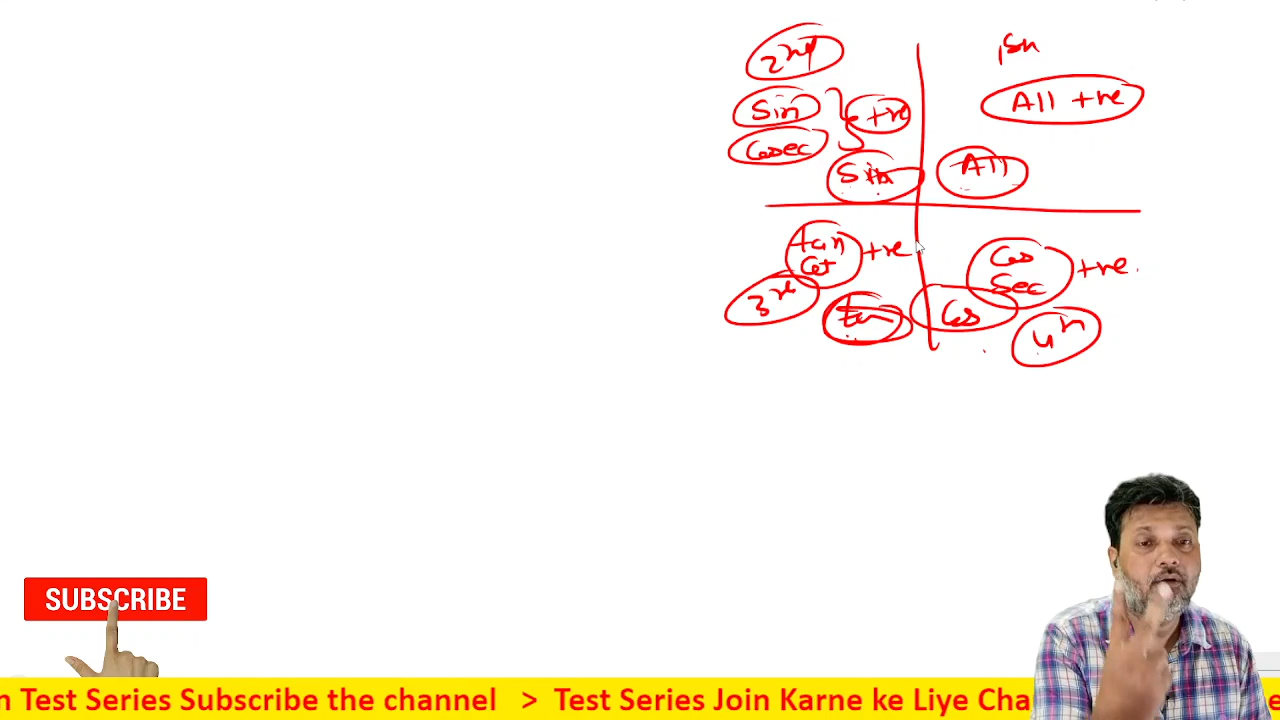 2nd
1st
Sin
+ve
All +ve
Cosec
Sin
All
tan
+ve
Cos
Cot
Sec
+ve
3rd
tan
Cos
4th
SUBSCRIBE
n Test Series Subscribe the channel > Test Series Join Karne ke Liye Cha